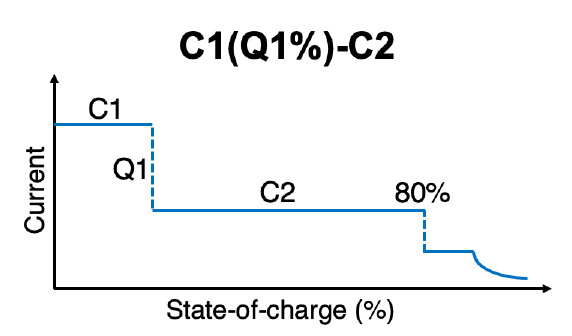 C1(Q1%)-C2
C1
Q1
C2
80%
Current
State-of-charge (%)